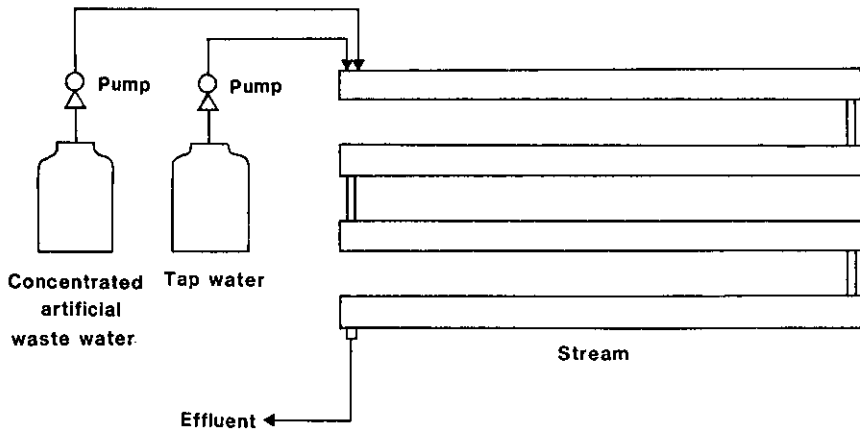 Pump
Pump
Concentrated
artificial
waste water
Tap water
Stream
Effluent